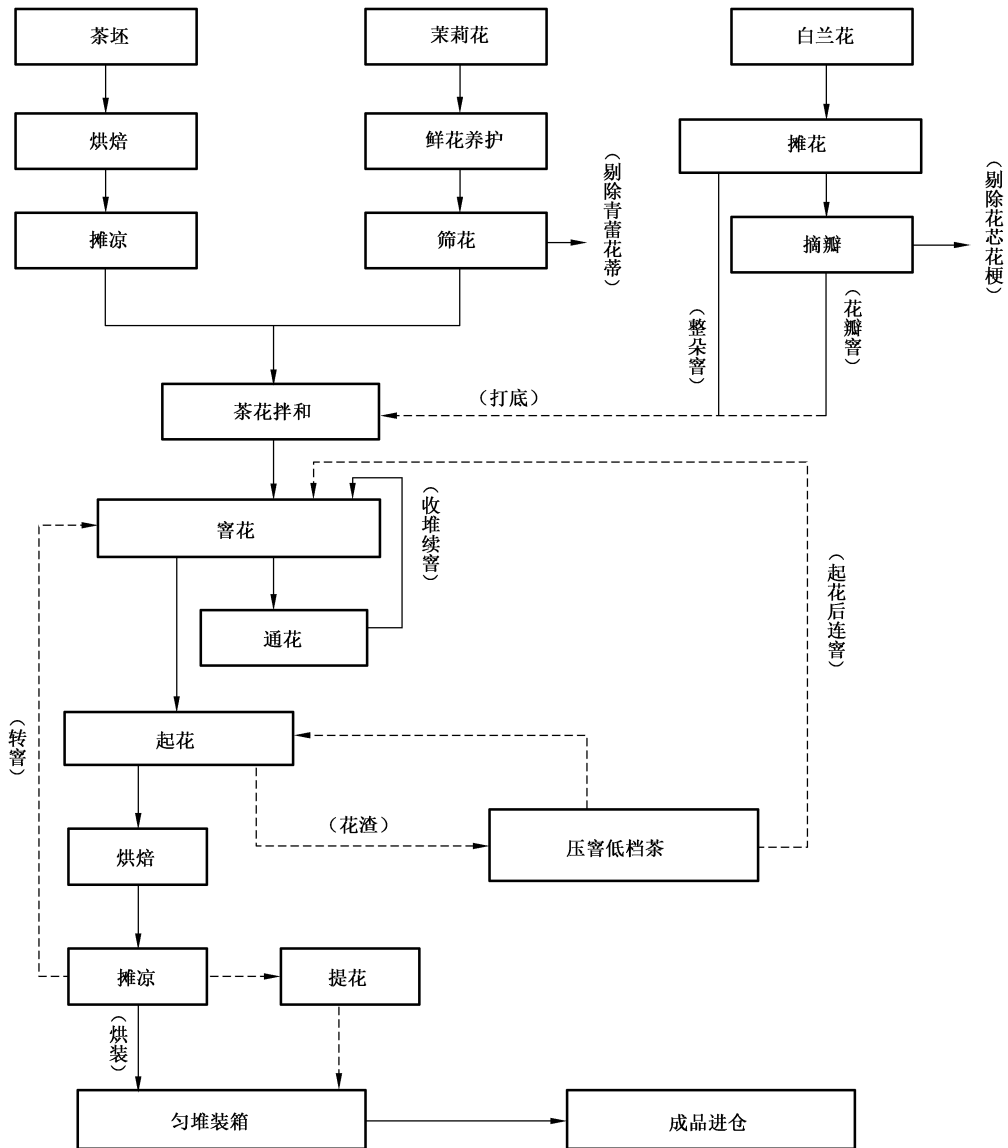 茶坯
茉莉花
白兰花
烘焙
鲜花养护
摊花
摊凉
筛花
（剔除青蕾花蒂）
摘瓣
（剔除花芯花梗）
（整朵窨）
（花瓣窨）
茶花拌和
（打底）
窨花
（收堆续窨）
通花
（起花后连窨）
（转窨）
起花
（花渣）
压窨低档茶
烘焙
摊凉
提花
（烘装）
匀堆装箱
成品进仓